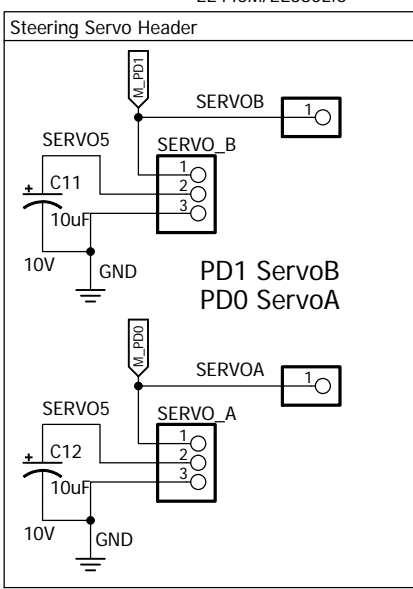 Steering Servo Header
M_PD1
SERVOB
1
SERVO5
SERVO_B
1
2
3
+
C11
10uF
10V
GND
PD1 ServoB
PD0 ServoA
M_PD0
SERVOA
1
SERVO5
SERVO_A
1
2
3
+
C12
10uF
10V
GND